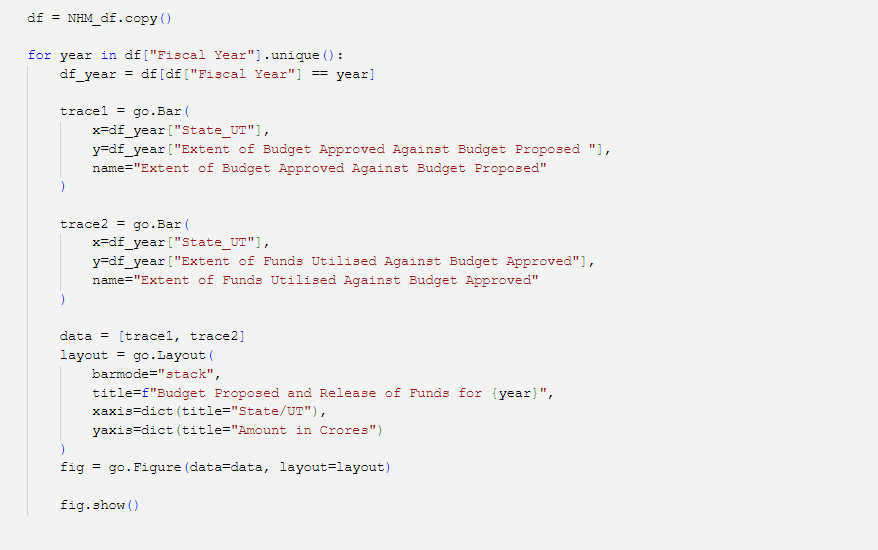 df = NHM_df.copy()
for year in df["Fiscal Year"].unique():
    df_year = df[df["Fiscal Year"] == year]
    trace1 = go.Bar(
        x=df_year["State_UT"],
        y=df_year["Extent of Budget Approved Against Budget Proposed "],
        name="Extent of Budget Approved Against Budget Proposed"
    )
    trace2 = go.Bar(
        x=df_year["State_UT"],
        y=df_year["Extent of Funds Utilised Against Budget Approved"],
        name="Extent of Funds Utilised Against Budget Approved"
    )
    data = [trace1, trace2]
    layout = go.Layout(
        barmode="stack",
        title=f"Budget Proposed and Release of Funds for {year}",
        xaxis=dict(title="State/UT"),
        yaxis=dict(title="Amount in Crores")
    )
    fig = go.Figure(data=data, layout=layout)
    fig.show()